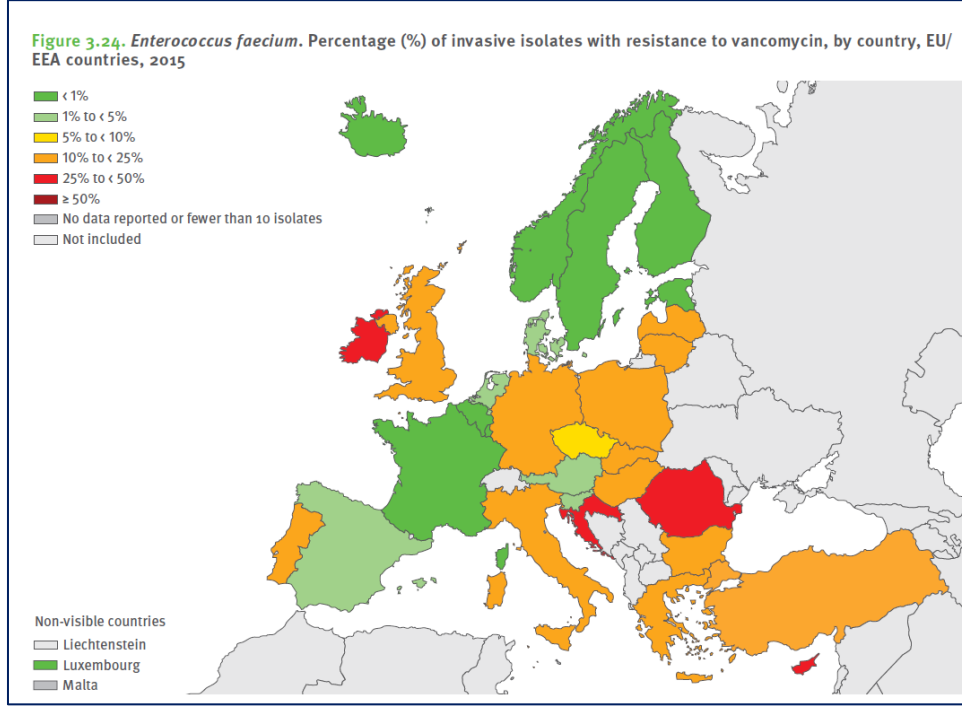 Figure 3.24. Enterococcus faecium. Percentage (%) of invasive isolates with resistance to vancomycin, by country, EU/
EEA countries, 2015
< 1%
1% to < 5%
5% to < 10%
10% to < 25%
25% to < 50%
≥ 50%
No data reported or fewer than 10 isolates
Not included
Non-visible countries
Liechtenstein
Luxembourg
Malta